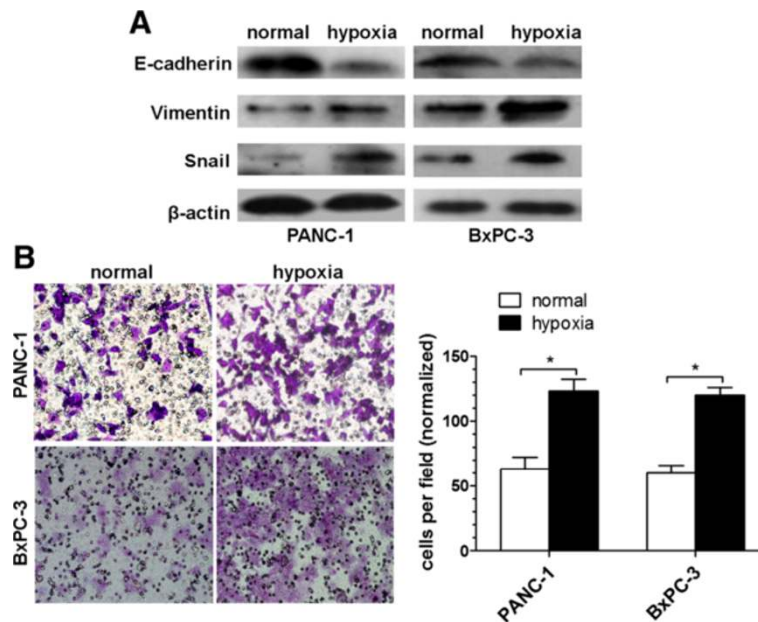 A
normal hypoxia normal hypoxia
E-cadherin
Vimentin
Snail
β-actin
PANC-1 BxPC-3
B
normal hypoxia
PANC-1
BxPC-3
normal
hypoxia
cells per field (normalized)
150
100
50
0
* *
PANC-1
BxPC-3